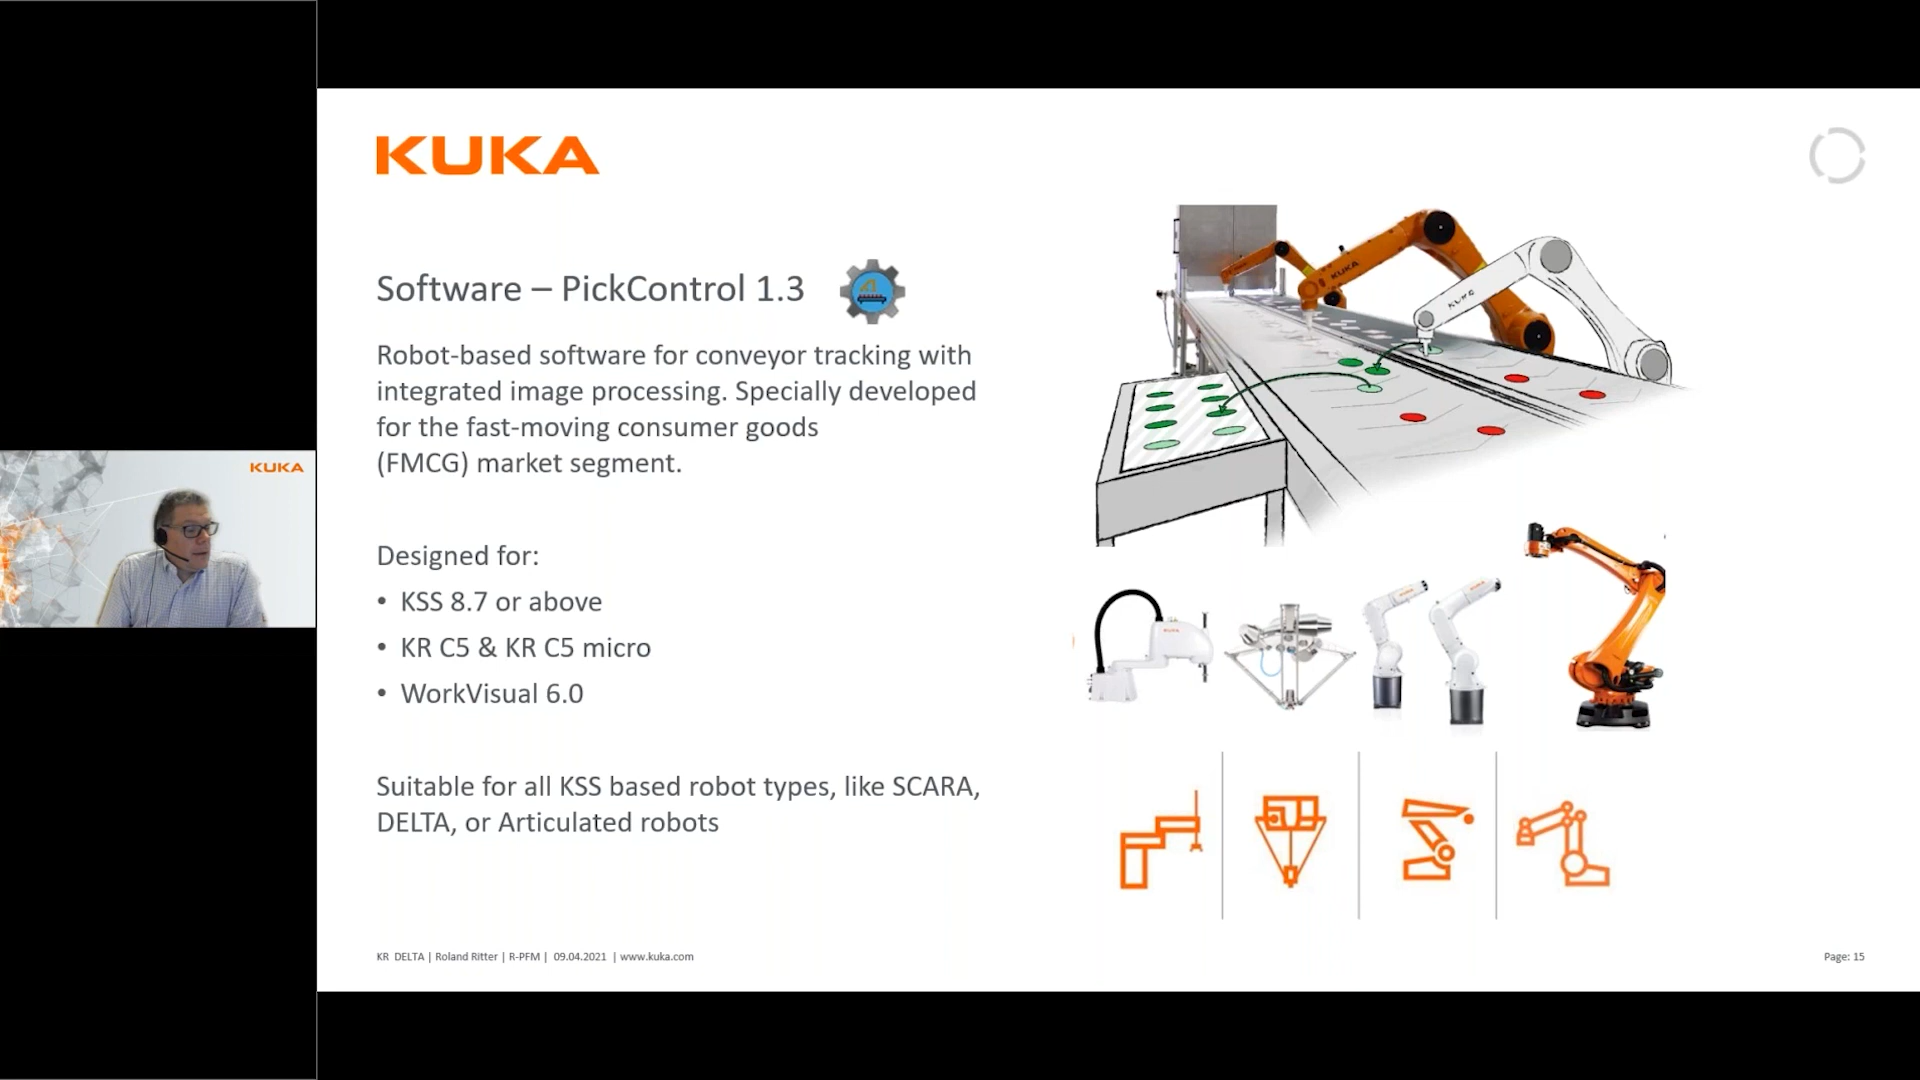 KUKA
KUKA
Software – PickControl 1.3
Robot-based software for conveyor tracking with
integrated image processing. Specially developed
for the fast-moving consumer goods
(FMCG) market segment.
Designed for:
• KSS 8.7 or above
• KR C5 & KR C5 micro
• WorkVisual 6.0
Suitable for all KSS based robot types, like SCARA,
DELTA, or Articulated robots
KUKA
KUKA
KUKA
KR DELTA | Roland Ritter | R-PFM | 09.04.2021 | www.kuka.com
Page: 15